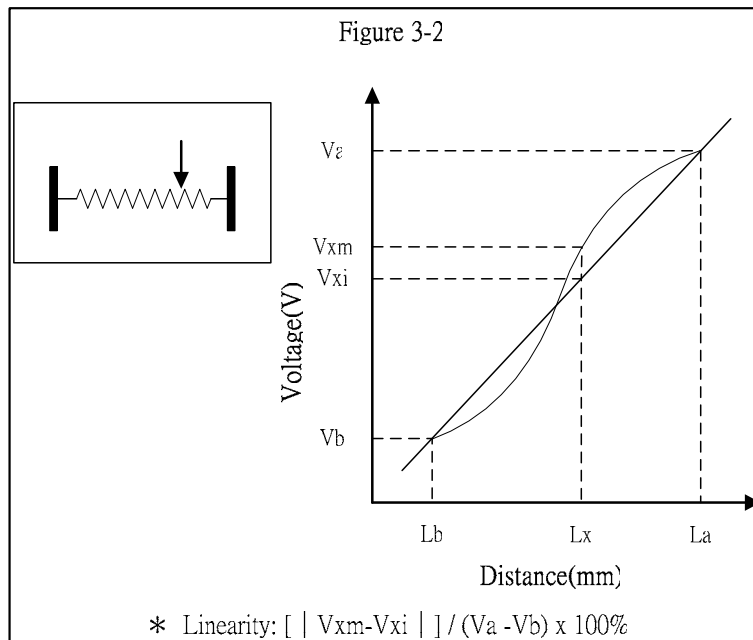 Figure 3-2
Va
Vxm
Vxi
Voltage(V)
Vb
Lb Lx La
Distance(mm)
* Linearity: [ | Vxm-Vxi | ] / (Va -Vb) x 100%